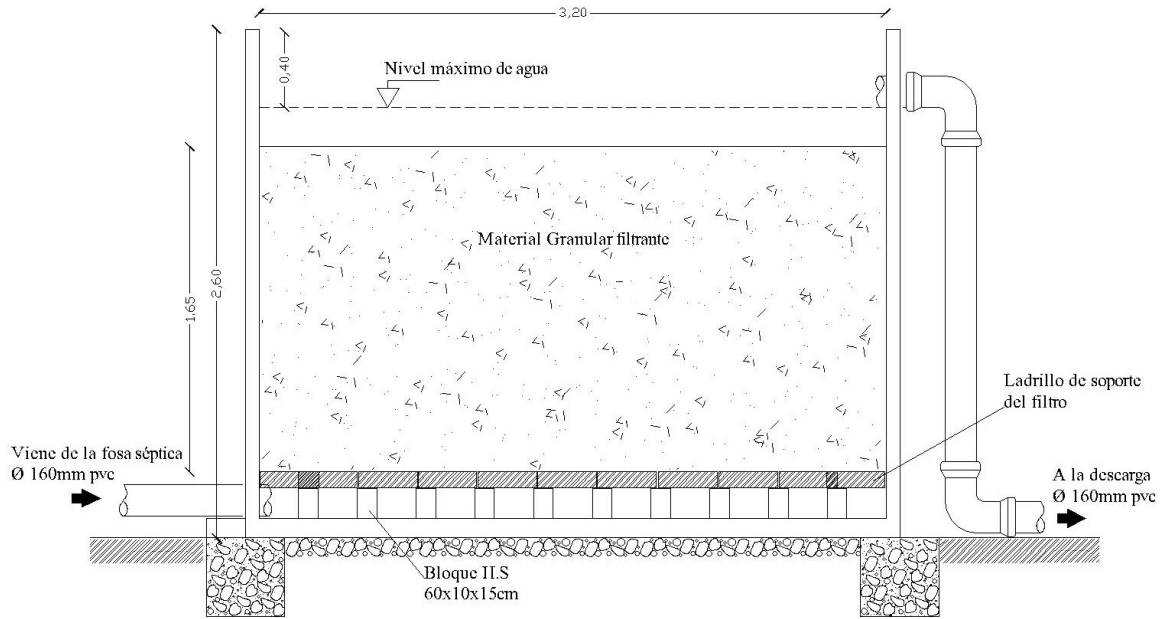 3,20
0,40
Nivel máximo de agua
2,60
1.65
Material Granular filtrante
Ladrillo de soporte
del filtro
Viene de la fosa séptica
Ø 160mm pvc
A la descarga
Ø 160mm pvc
Bloque H.S
60x10x15cm